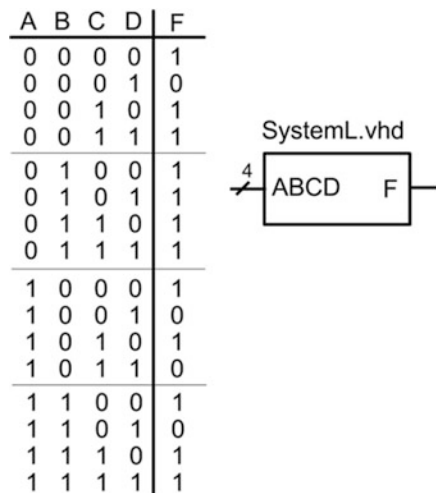 A B C D F
0 0 0 0 1
0 0 0 1 0
0 0 1 0 1
0 0 1 1 1
0 1 0 0 1
0 1 0 1 1
0 1 1 0 1
0 1 1 1 1
1 0 0 0 1
1 0 0 1 0
1 0 1 0 1
1 0 1 1 0
1 1 0 0 1
1 1 0 1 0
1 1 1 0 1
1 1 1 1 1
SystemL.vhd
4
ABCD F